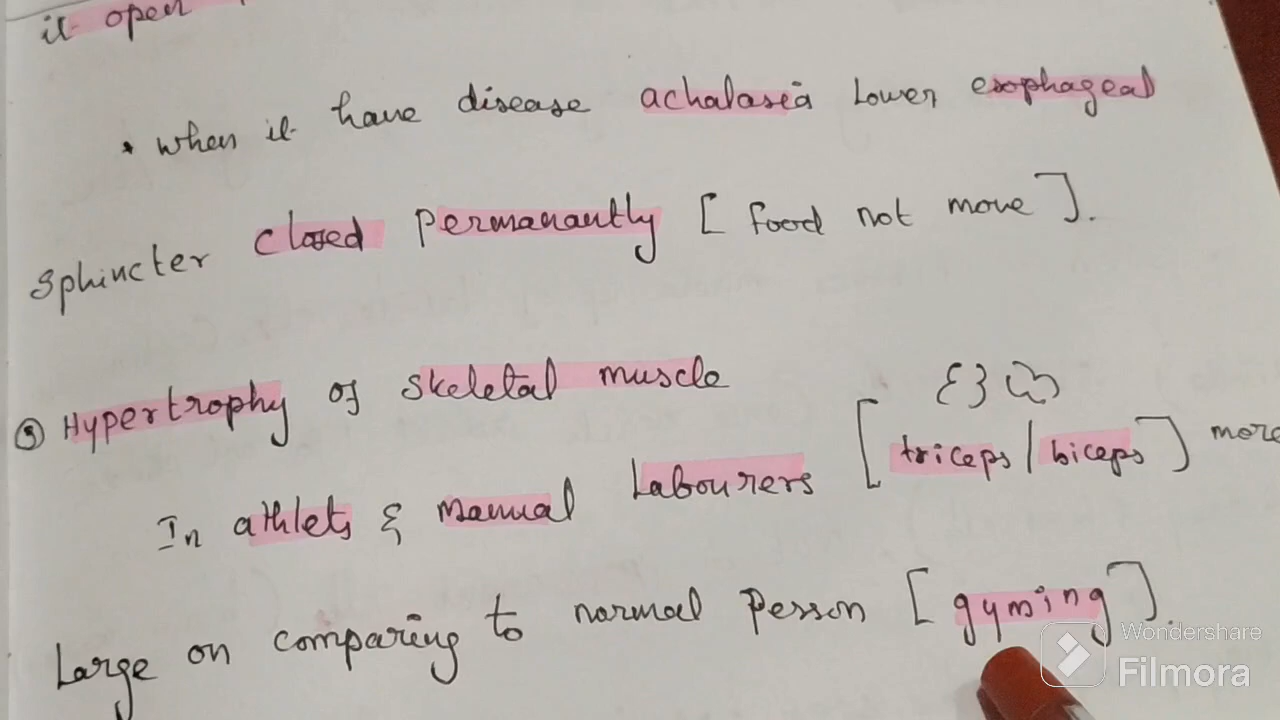 it open
• when it have disease achalasia Lower esophageal
Sphincter closed permanantly [ food not move ].
③ Hypertrophy of skeletal muscle
In athlets & manual Labourers [ triceps / biceps ] more
Large on comparing to normal person [ gyming ].
Wondershare
Filmora